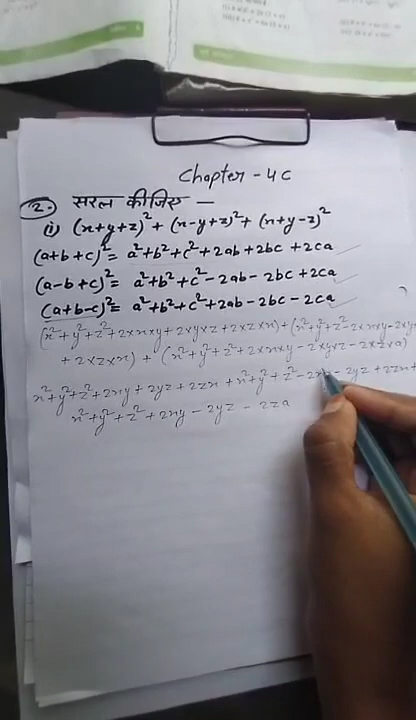 Chapter - 4C
2. सरल कीजिए -
(i) (x+y+z)² + (x-y+z)² + (x+y-z)²
(a+b+c)² = a²+b²+c²+2ab+2bc+2ca
(a-b+c)² = a²+b²+c²-2ab-2bc+2ca
(a+b-c)² = a²+b²+c²+2ab-2bc-2ca
(x²+y²+z²+2×x×y+2×y×z+2×z×x)+(x²+y²+z²-2×x×y-2×y×
+2×z×x)+(x²+y²+z²+2×x×y-2×y×z-2×z×x)
x²+y²+z²+2xy+2yz+2zx+x²+y²+z²-2xy-2yz+2zx+
x²+y²+z²+2xy-2yz-2zx